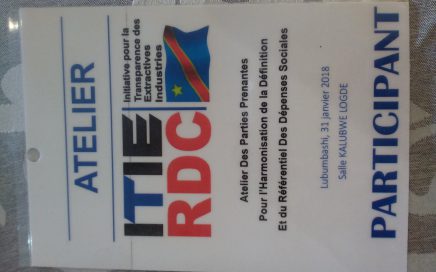 ATELIER
ITIE
RDC
Initiative pour la
Transparence des
Extractives
Industries
Atelier Des Parties Prenantes
Pour l'Harmonisation de la Définition
Et du Référentiel Des Dépenses Sociales
Lubumbashi, 31 janvier 2018
Salle KALUBWE LOGDE
PARTICIPANT